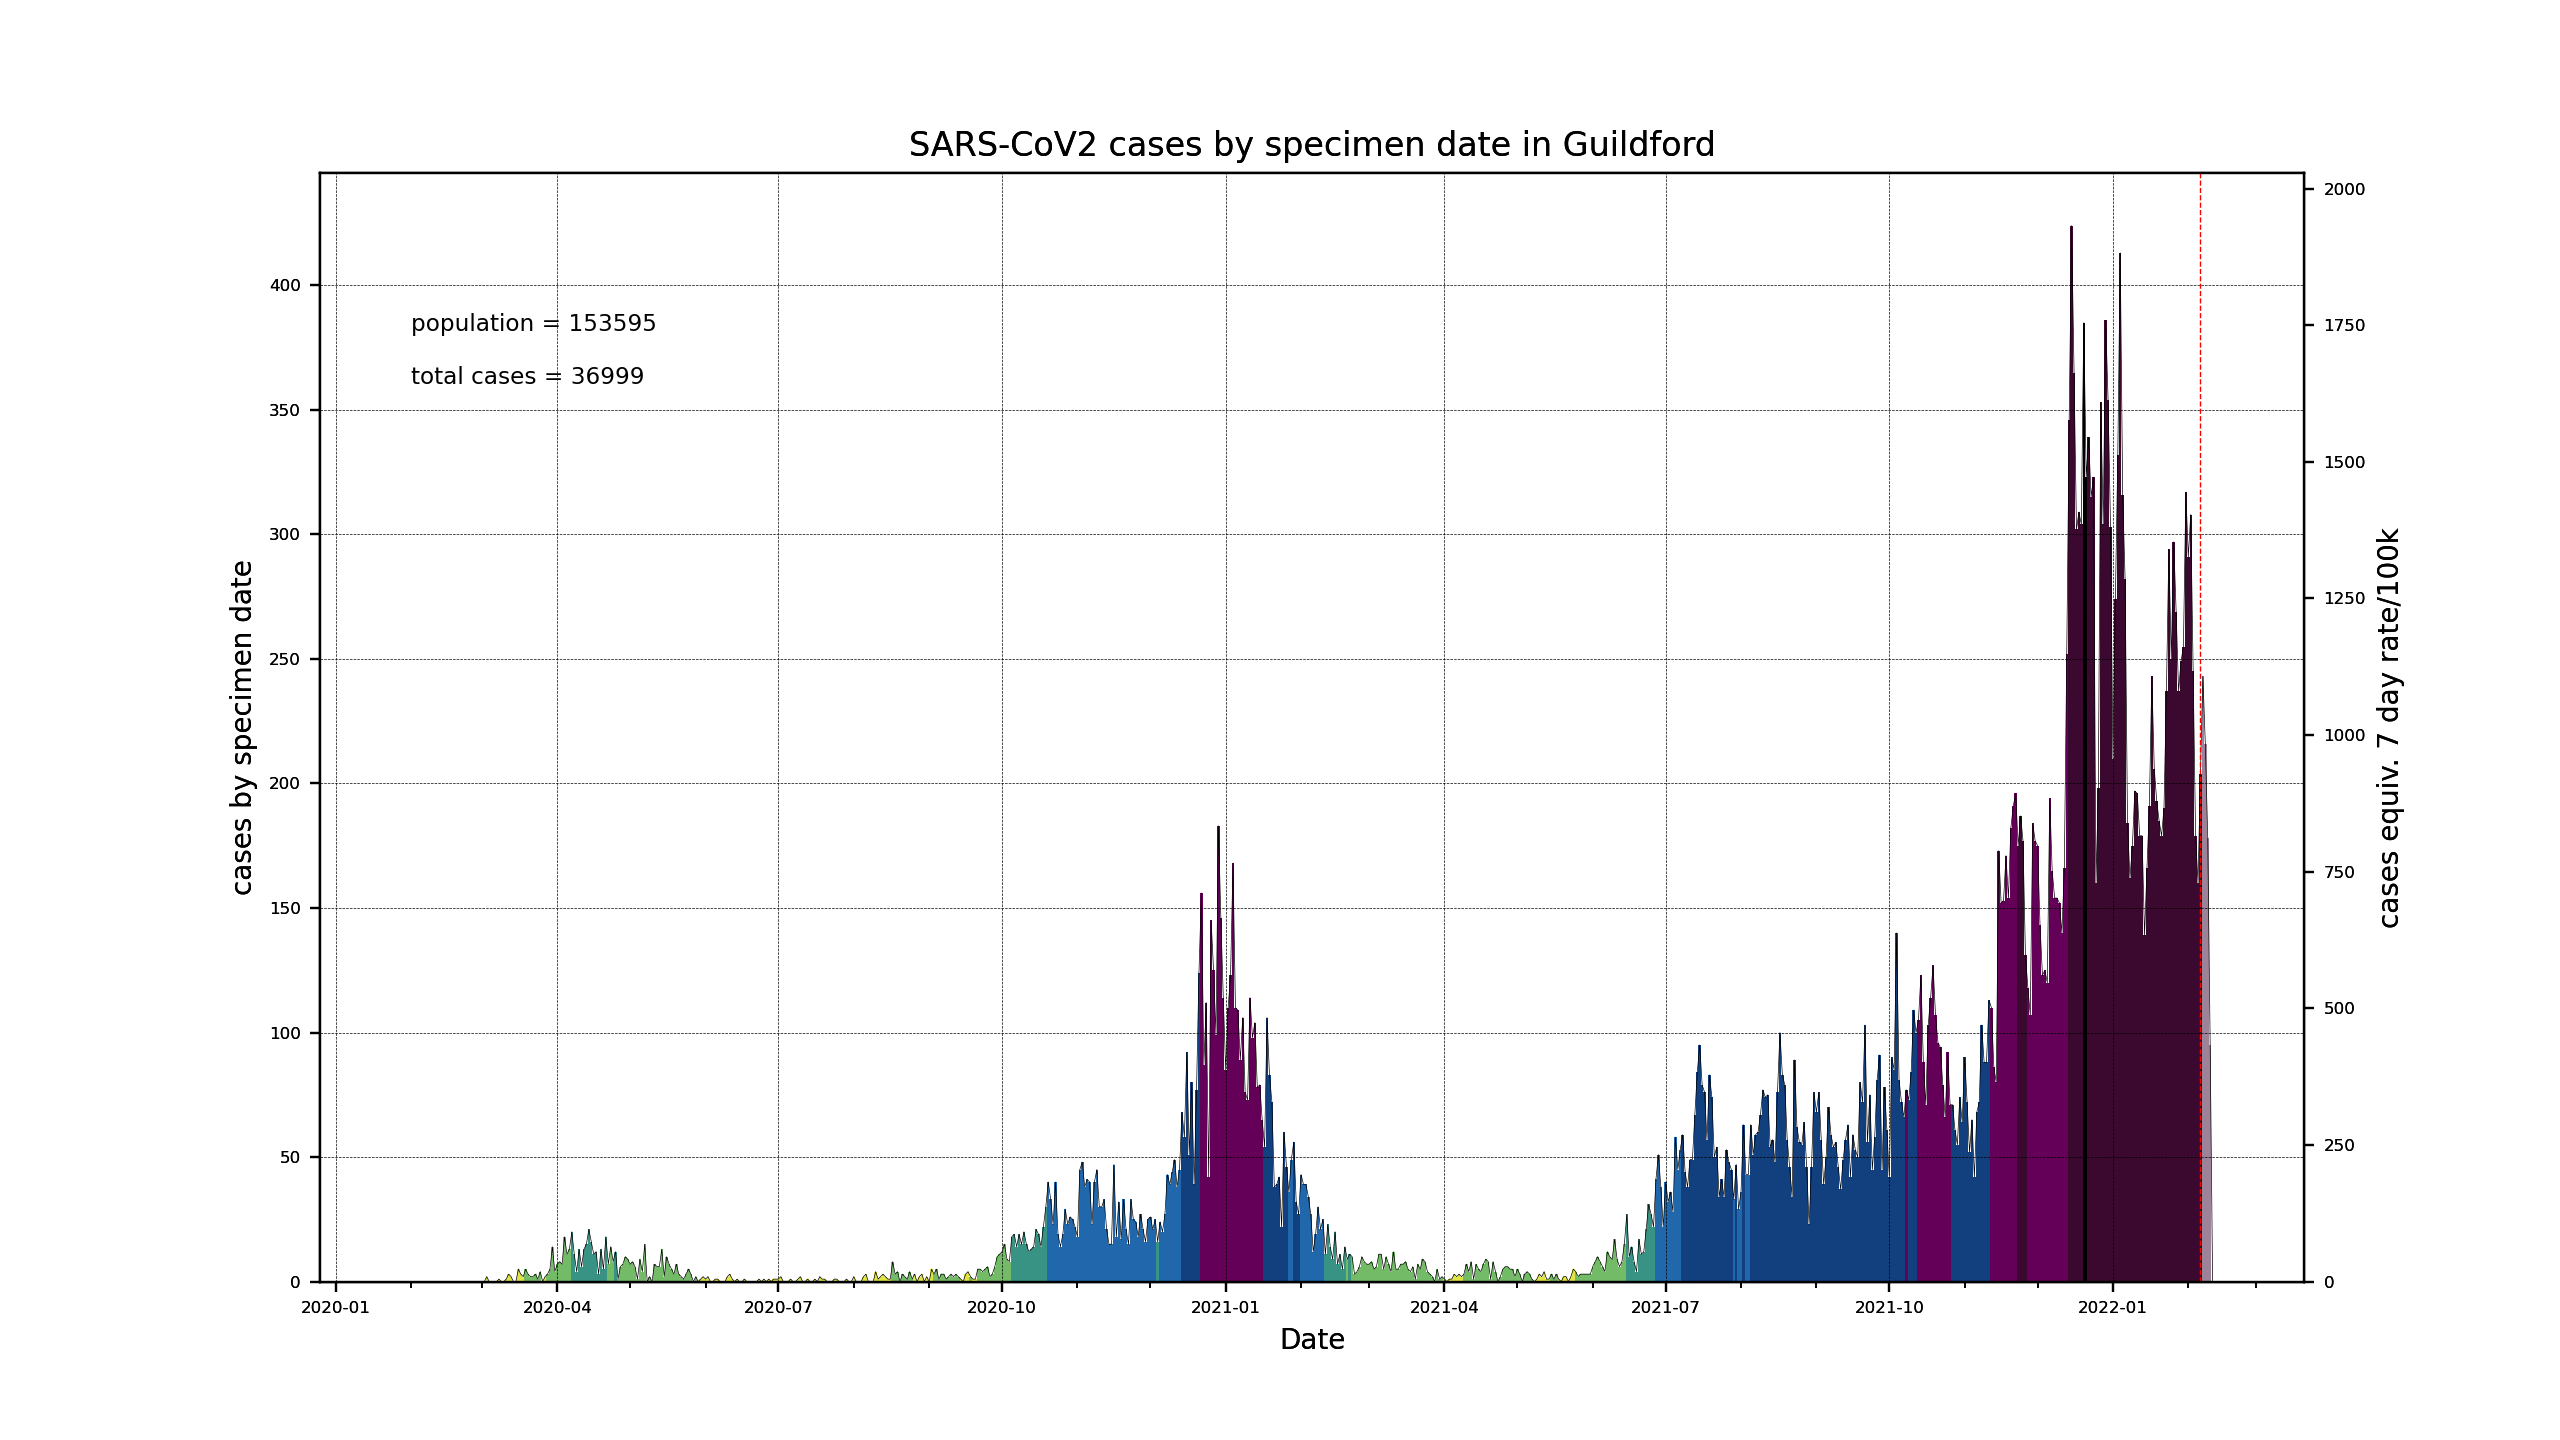 SARS-CoV2 cases by specimen date in Guildford
population = 153595
total cases = 36999
cases by specimen date
400
350
300
250
200
150
100
50
0
2000
1750
1500
1250
1000
750
500
250
0
cases equiv. 7 day rate/100k
2020-01 2020-04 2020-07 2020-10 2021-01 2021-04 2021-07 2021-10 2022-01
Date